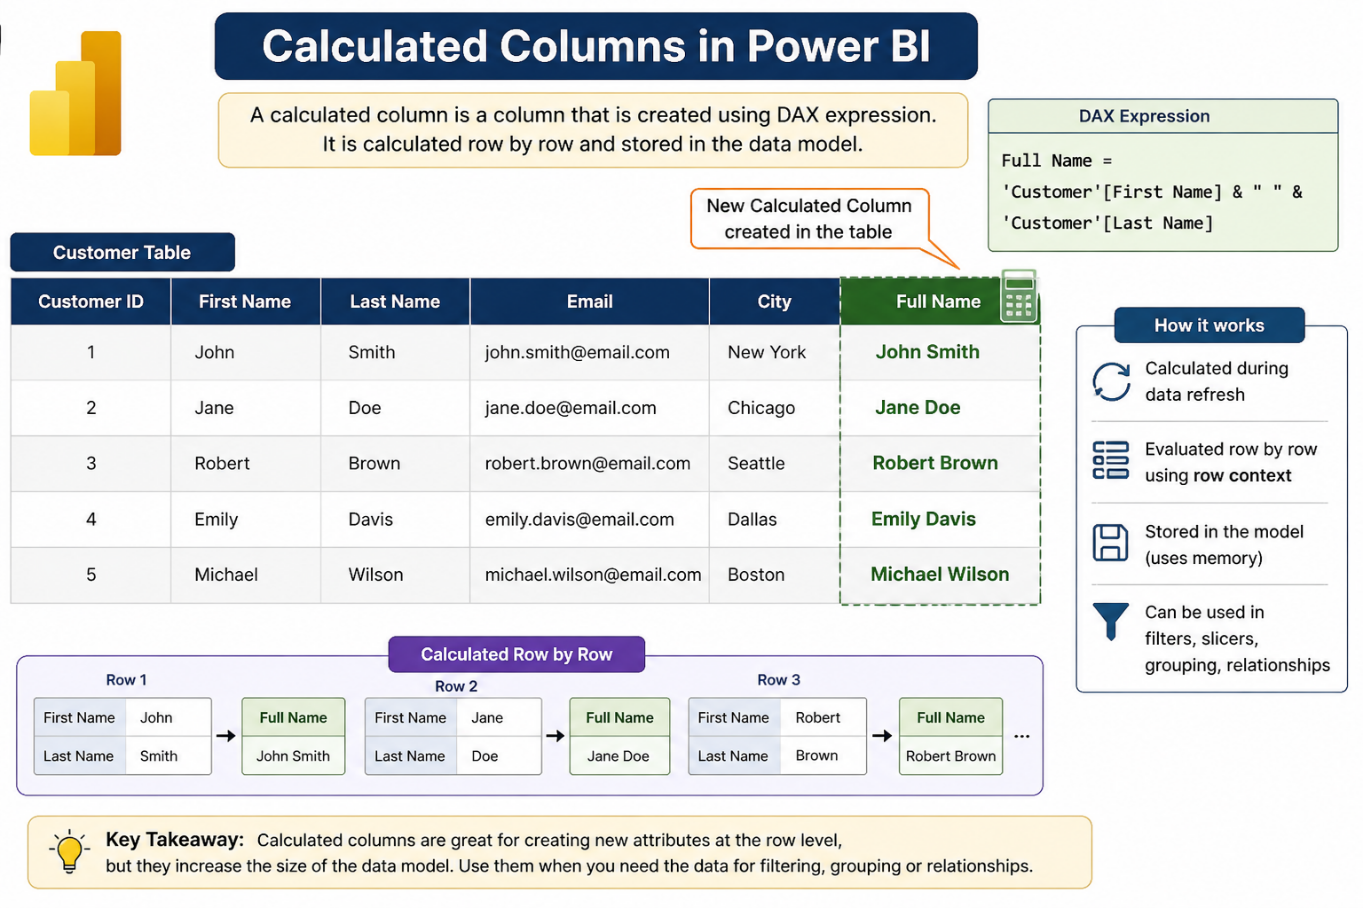 Calculated Columns in Power BI
A calculated column is a column that is created using DAX expression.
It is calculated row by row and stored in the data model.
DAX Expression
Full Name =
'Customer'[First Name] & " " &
'Customer'[Last Name]
New Calculated Column
created in the table
Customer Table
Customer ID First Name Last Name Email City Full Name
1 John Smith john.smith@email.com New York John Smith
2 Jane Doe jane.doe@email.com Chicago Jane Doe
3 Robert Brown robert.brown@email.com Seattle Robert Brown
4 Emily Davis emily.davis@email.com Dallas Emily Davis
5 Michael Wilson michael.wilson@email.com Boston Michael Wilson
How it works
Calculated during
data refresh
Evaluated row by row
using row context
Stored in the model
(uses memory)
Can be used in
filters, slicers,
grouping, relationships
Calculated Row by Row
Row 1 Row 2 Row 3
First Name John Full Name First Name Jane Full Name First Name Robert Full Name
Last Name Smith John Smith Last Name Doe Jane Doe Last Name Brown Robert Brown ...
Key Takeaway: Calculated columns are great for creating new attributes at the row level,
but they increase the size of the data model. Use them when you need the data for filtering, grouping or relationships.